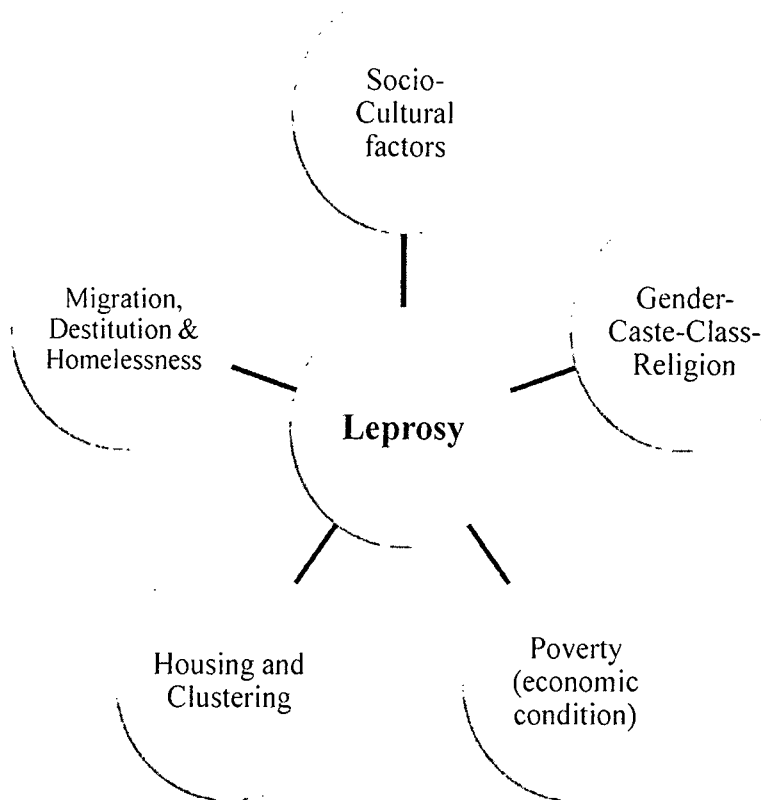 Socio-
Cultural
factors
Migration,
Destitution &
Homelessness
Gender-
Caste-Class-
Religion
Leprosy
Housing and
Clustering
Poverty
(economic
condition)